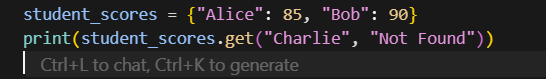 student_scores = {"Alice": 85, "Bob": 90}
print(student_scores.get("Charlie", "Not Found"))
Ctrl+L to chat, Ctrl+K to generate